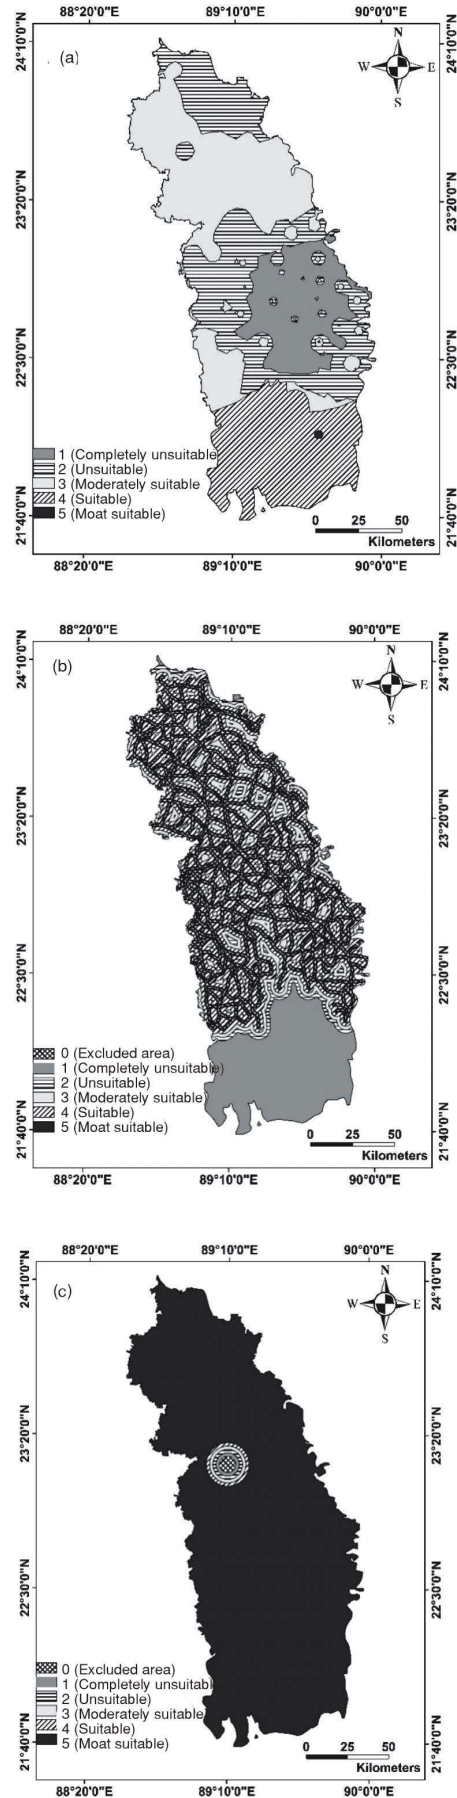 88°20'0"E 89°10'0"E 90°0'0"E
(a)
N
W E
S
24°10'0"N 24°10'0"N
23°20'0"N 23°20'0"N
22°30'0"N 22°30'0"N
21°40'0"N 21°40'0"N
1 (Completely unsuitable)
2 (Unsuitable)
3 (Moderately suitable
4 (Suitable)
5 (Moat suitable)
0 25 50
Kilometers
88°20'0"E 89°10'0"E 90°0'0"E
88°20'0"E 89°10'0"E 90°0'0"E
(b)
N
W E
S
24°10'0"N 24°10'0"N
23°20'0"N 23°20'0"N
22°30'0"N 22°30'0"N
21°40'0"N 21°40'0"N
0 (Excluded area)
1 (Completely unsuitable)
2 (Unsuitable)
3 (Moderately suitable)
4 (Suitable)
5 (Moat suitable)
0 25 50
Kilometers
88°20'0"E 89°10'0"E 90°0'0"E
88°20'0"E 89°10'0"E 90°0'0"E
(c)
N
W E
S
24°10'0"N 24°10'0"N
23°20'0"N 23°20'0"N
22°30'0"N 22°30'0"N
21°40'0"N 21°40'0"N
0 (Excluded area)
1 (Completely unsuitable)
2 (Unsuitable)
3 (Moderately suitable)
4 (Suitable)
5 (Moat suitable)
0 25 50
Kilometers
88°20'0"E 89°10'0"E 90°0'0"E